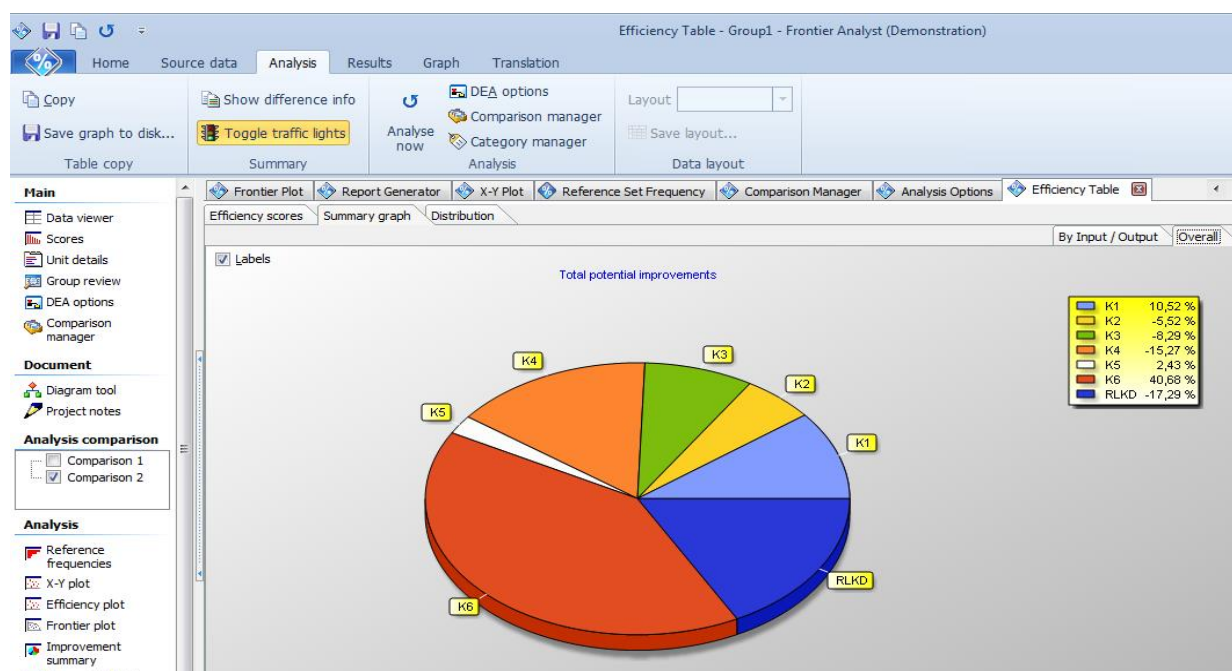 Efficiency Table - Group1 - Frontier Analyst (Demonstration)
Home Source data Analysis Results Graph Translation
Copy
Save graph to disk...
Table copy
Show difference info
Toggle traffic lights
Summary
Analyse now
DEA options
Comparison manager
Category manager
Analysis
Layout
Save layout...
Data layout
Main
Data viewer
Scores
Unit details
Group review
DEA options
Comparison
manager
Document
Diagram tool
Project notes
Analysis comparison
Comparison 1
Comparison 2
Analysis
Reference
frequencies
X-Y plot
Efficiency plot
Frontier plot
Improvement
summary
Frontier Plot Report Generator X-Y Plot Reference Set Frequency Comparison Manager Analysis Options Efficiency Table
Efficiency scores Summary graph Distribution
By Input / Output Overall
Labels
Total potential improvements
K1 10,52 %
K2 -5,52 %
K3 -8,29 %
K4 -15,27 %
K5 2,43 %
K6 40,68 %
RLKD -17,29 %
K3
K4
K2
K5
K1
RLKD
K6